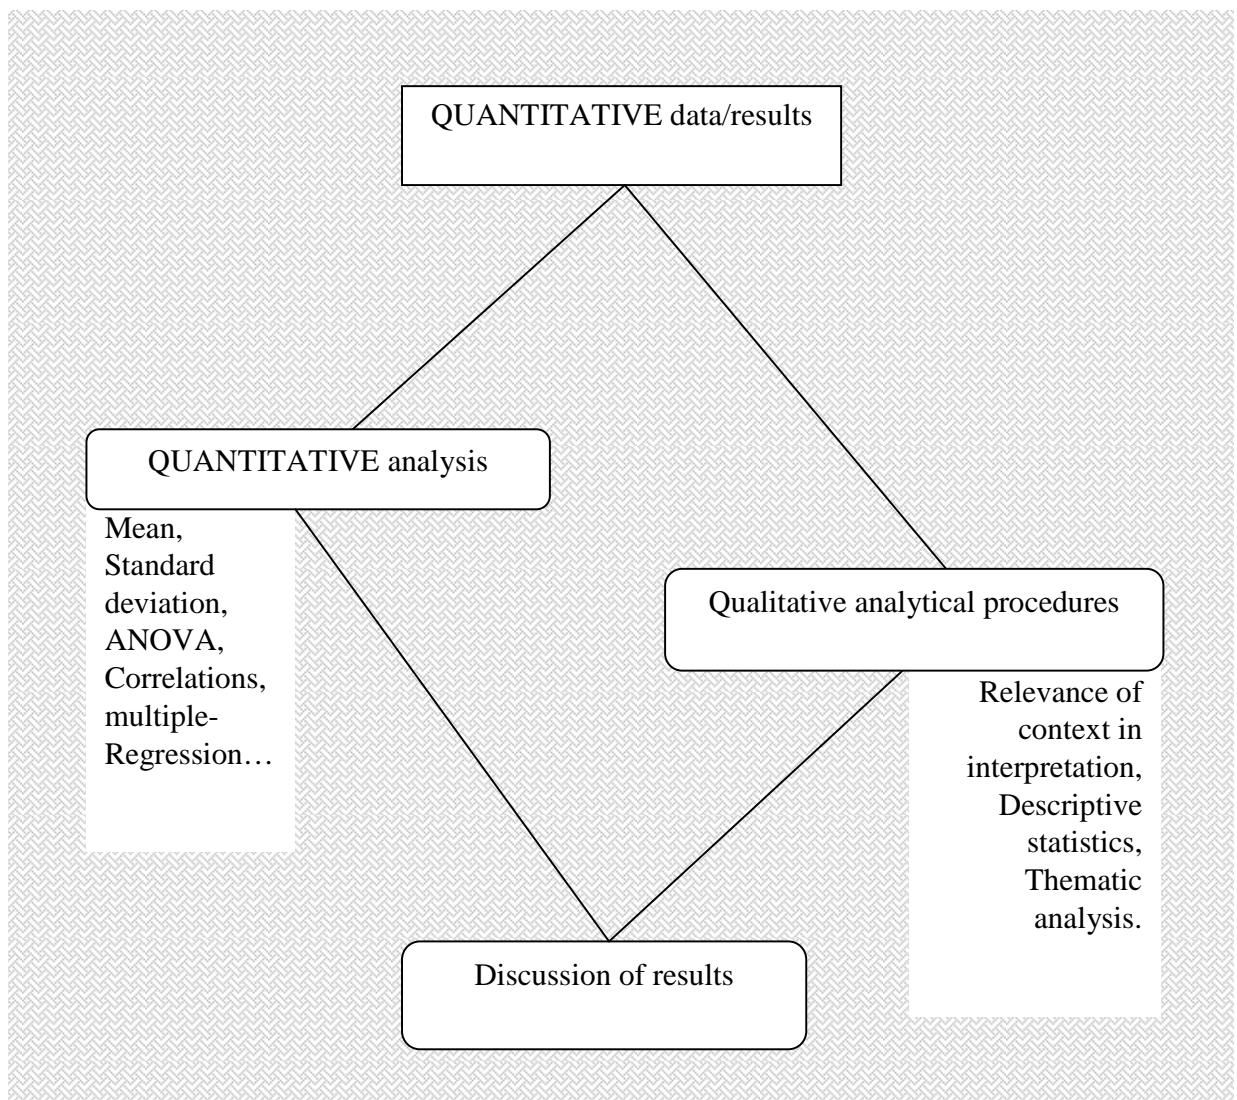 QUANTITATIVE data/results
QUANTITATIVE analysis
Mean,
Standard
deviation,
ANOVA,
Correlations,
multiple-
Regression…
Qualitative analytical procedures
Relevance of
context in
interpretation,
Descriptive
statistics,
Thematic
analysis.
Discussion of results